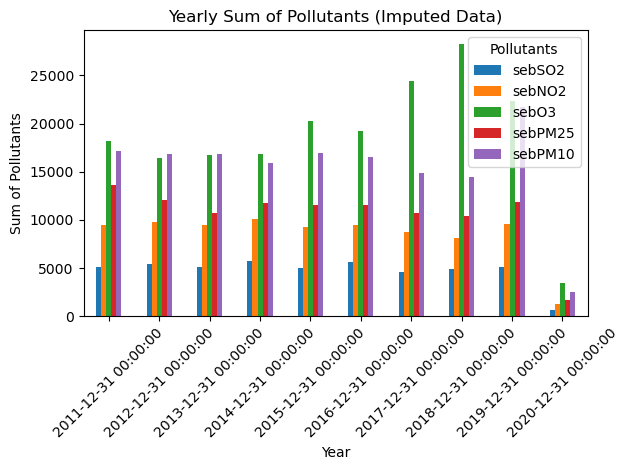 Yearly Sum of Pollutants (Imputed Data)
Pollutants
sebSO2
sebNO2
sebO3
sebPM25
sebPM10
Sum of Pollutants
25000
20000
15000
10000
5000
0
2011-12-31 00:00:00
2012-12-31 00:00:00
2013-12-31 00:00:00
2014-12-31 00:00:00
2015-12-31 00:00:00
2016-12-31 00:00:00
2017-12-31 00:00:00
2018-12-31 00:00:00
2019-12-31 00:00:00
2020-12-31 00:00:00
Year